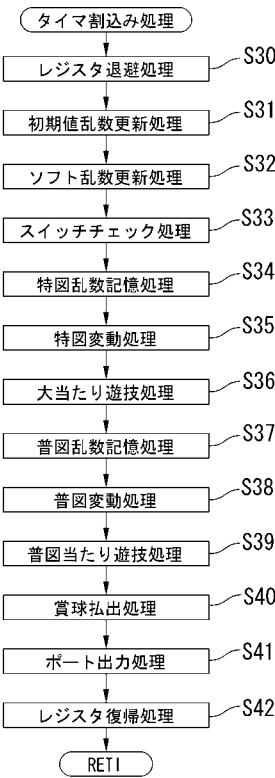 タイマ割込み処理
レジスタ退避処理 S30
初期値乱数更新処理 S31
ソフト乱数更新処理 S32
スイッチチェック処理 S33
特図乱数記憶処理 S34
特図変動処理 S35
大当たり遊技処理 S36
普図乱数記憶処理 S37
普図変動処理 S38
普図当たり遊技処理 S39
賞球払出処理 S40
ポート出力処理 S41
レジスタ復帰処理 S42
RETI